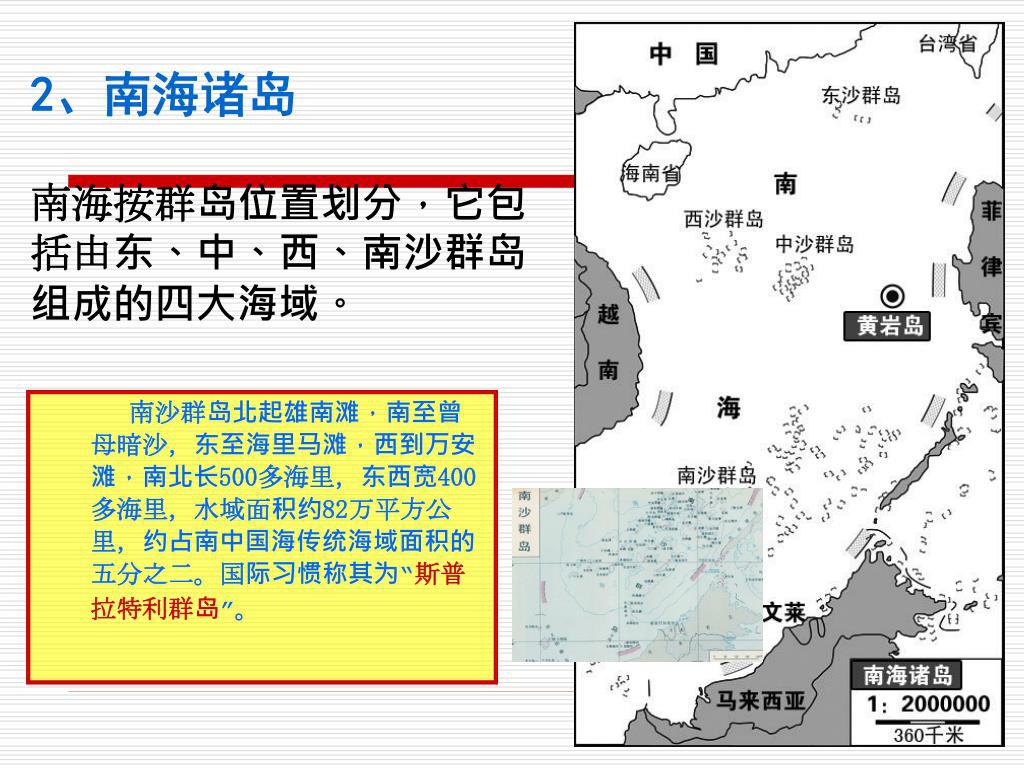 2、南海诸岛
南海按群岛位置划分，它包
括由东、中、西、南沙群岛
组成的四大海域。
南沙群岛北起雄南滩，南至曾
母暗沙，东至海里马滩，西到万安
滩，南北长500多海里，东西宽400
多海里，水域面积约82万平方公
里，约占南中国海传统海域面积的
五分之二。国际习惯称其为“斯普
拉特利群岛”。
中 国
台湾省
东沙群岛
海南省
南
西沙群岛
中沙群岛
菲
律
宾
黄岩岛
越
南
海
南沙群岛
南
沙
群
岛
文莱
马来西亚
南海诸岛
1：2000000
360千米